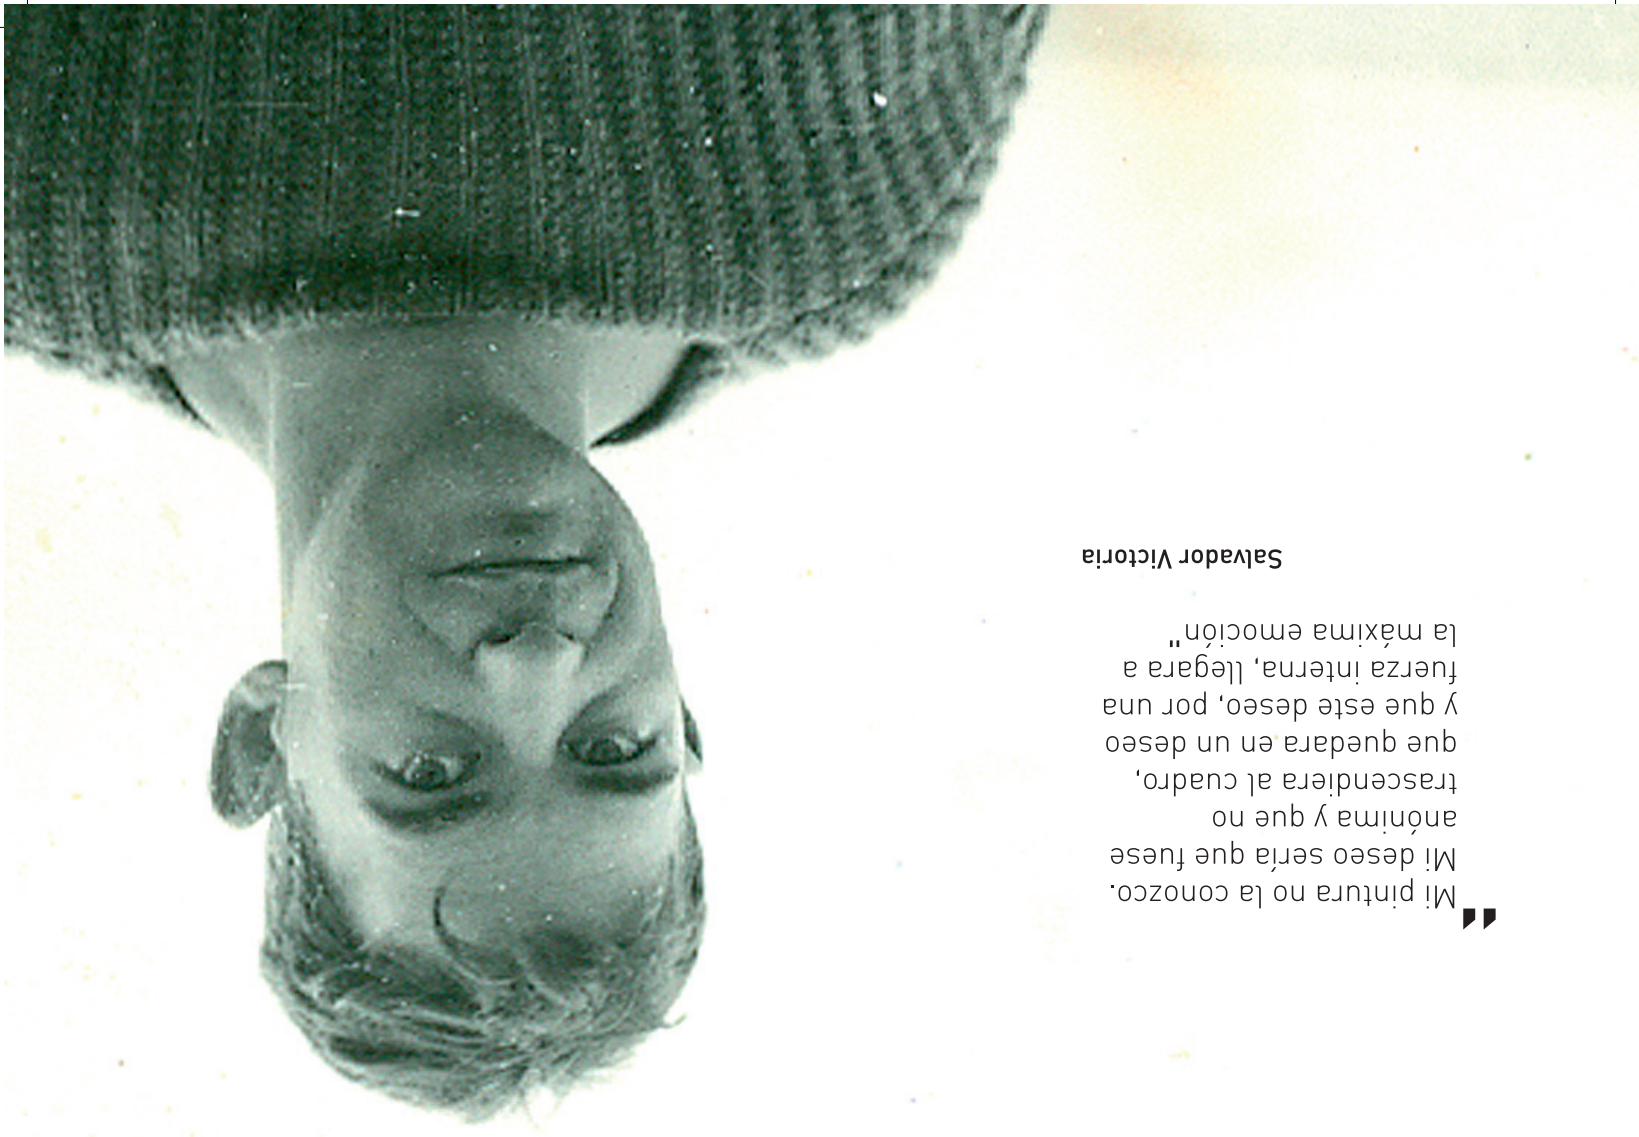 "Mi pintura no la conozco.
Mi deseo sería que fuese
anónima y que no
trascendiera al cuadro,
que quedara en un deseo
y que este deseo, por una
fuerza interna, llegara a
la máxima emoción"
Salvador Victoria